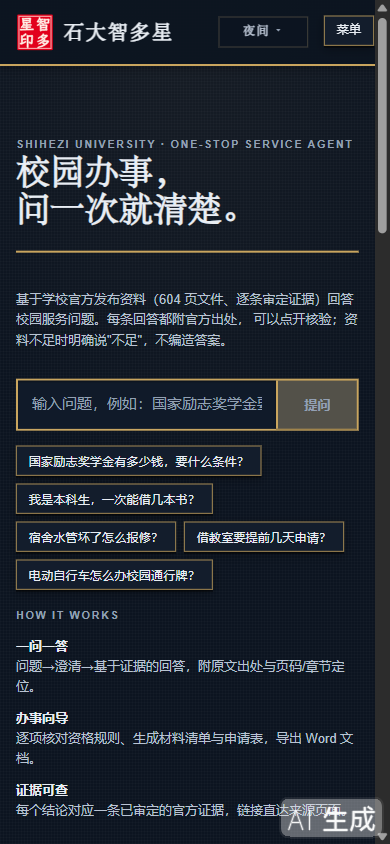 星智
印多
石大智多星
夜间
菜单
SHIHEZI UNIVERSITY · ONE-STOP SERVICE AGENT
校园办事，
问一次就清楚。
基于学校官方发布资料（604 页文件、逐条审定证据）回答
校园服务问题。每条回答都附官方出处， 可以点开核验；资
料不足时明确说"不足"，不编造答案。
输入问题，例如：国家励志奖学金
提问
国家励志奖学金有多少钱，要什么条件？
我是本科生，一次能借几本书？
宿舍水管坏了怎么报修？
借教室要提前几天申请？
电动自行车怎么办校园通行牌？
HOW IT WORKS
一问一答
问题→澄清→基于证据的回答，附原文出处与页码/章节定
位。
办事向导
逐项核对资格规则、生成材料清单与申请表，导出 Word 文
档。
证据可查
每个结论对应一条已审定的官方证据，链接直达来源页面。
AI 生成